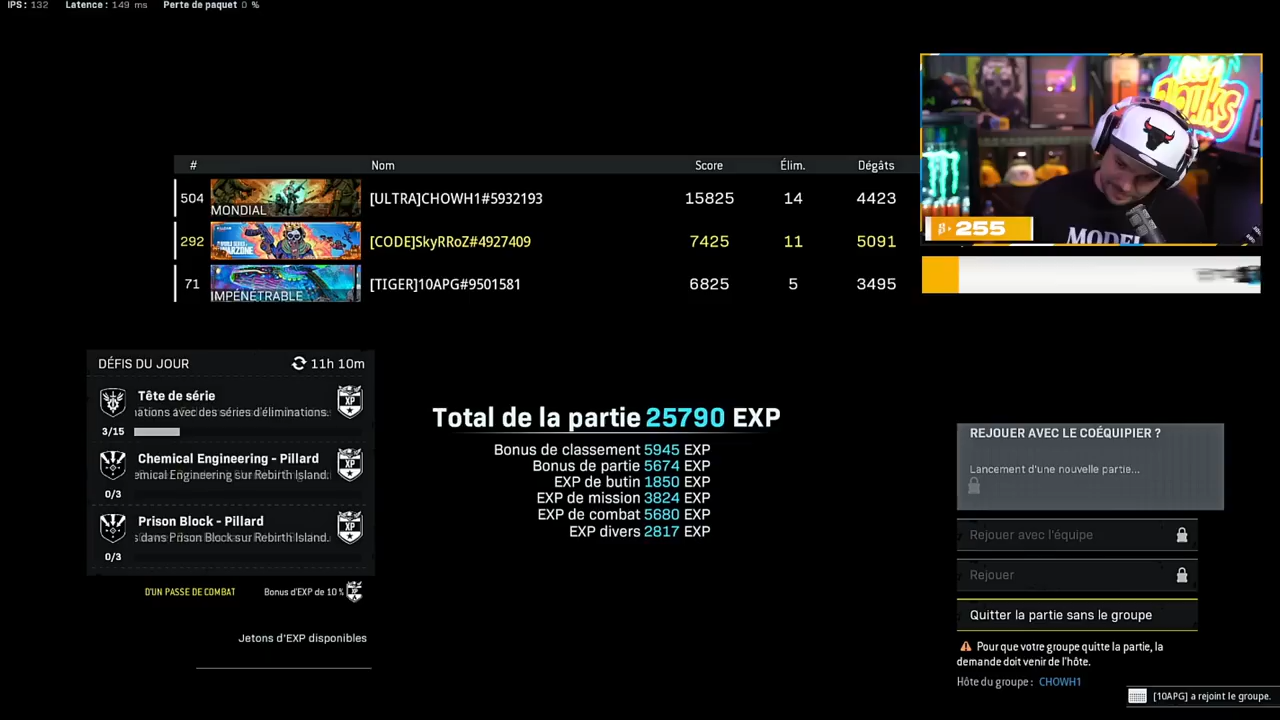 IPS: 132 Latence: 149 ms Perte de paquet 0 %
# Nom Score Élim. Dégâts
504 MONDIAL [ULTRA]CHOWH1#5932193 15825 14 4423
292 [CODE]SkyRRoZ#4927409 7425 11 5091
71 IMPÉNÉTRABLE [TIGER]10APG#9501581 6825 5 3495
255
MODEL
DÉFIS DU JOUR 11h 10m
Tête de série
nations avec des séries d'éliminations.
3/15
XP
Chemical Engineering - Pillard
emical Engineering sur Rebirth Island.
0/3
XP
Prison Block - Pillard
s dans Prison Block sur Rebirth Island.
0/3
XP
D'UN PASSE DE COMBAT Bonus d'EXP de 10 %
Jetons d'EXP disponibles
Total de la partie 25790 EXP
Bonus de classement 5945 EXP
Bonus de partie 5674 EXP
EXP de butin 1850 EXP
EXP de mission 3824 EXP
EXP de combat 5680 EXP
EXP divers 2817 EXP
REJOUER AVEC LE COÉQUIPIER ?
Lancement d'une nouvelle partie...
Rejouer avec l'équipe
Rejouer
Quitter la partie sans le groupe
Pour que votre groupe quitte la partie, la
demande doit venir de l'hôte.
Hôte du groupe : CHOWH1
[10APG] a rejoint le groupe.